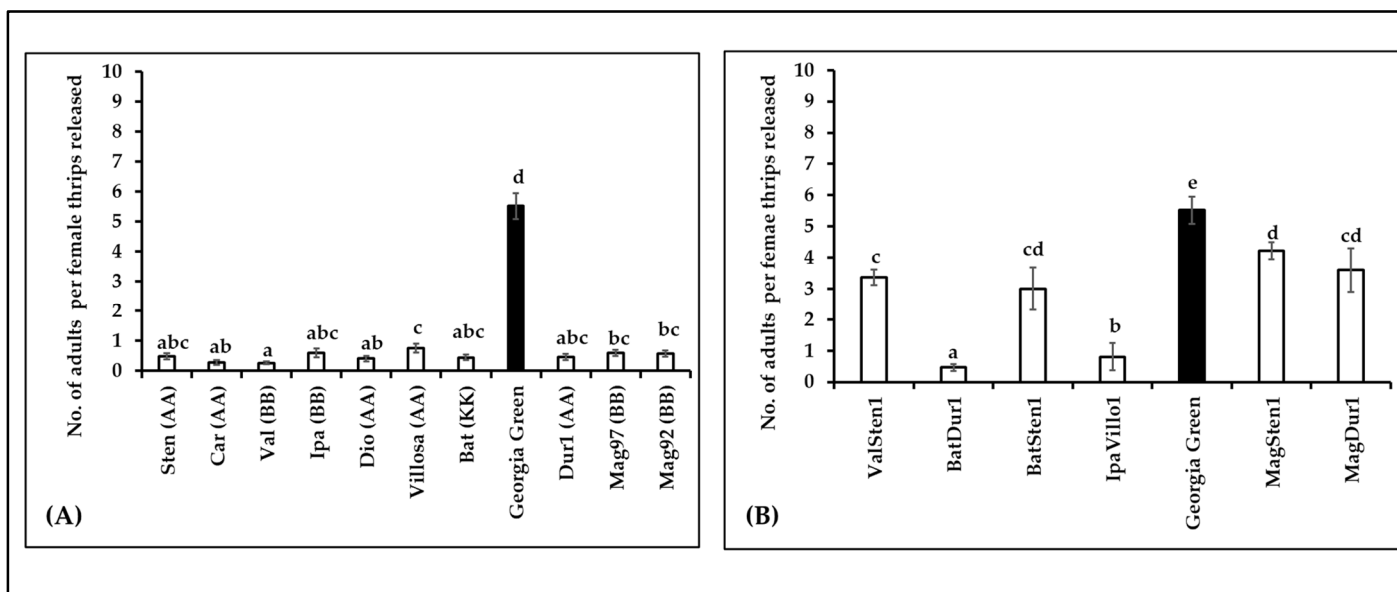 No. of adults per female thrips released
10
9
8
7
6
5
4
3
2
1
0
abc
ab
a
abc
ab
c
abc
d
abc
bc
bc
Sten (AA)
Car (AA)
Val (BB)
Ipa (BB)
Dio (AA)
Villosa (AA)
Bat (KK)
Georgia Green
Dur1 (AA)
Mag97 (BB)
Mag92 (BB)
(A)
No. of adults per femae thrips released
10
9
8
7
6
5
4
3
2
1
0
c
a
cd
b
e
d
cd
ValSten1
BatDur1
BatSten1
IpaVillo1
Georgia Green
MagSten1
MagDur1
(B)